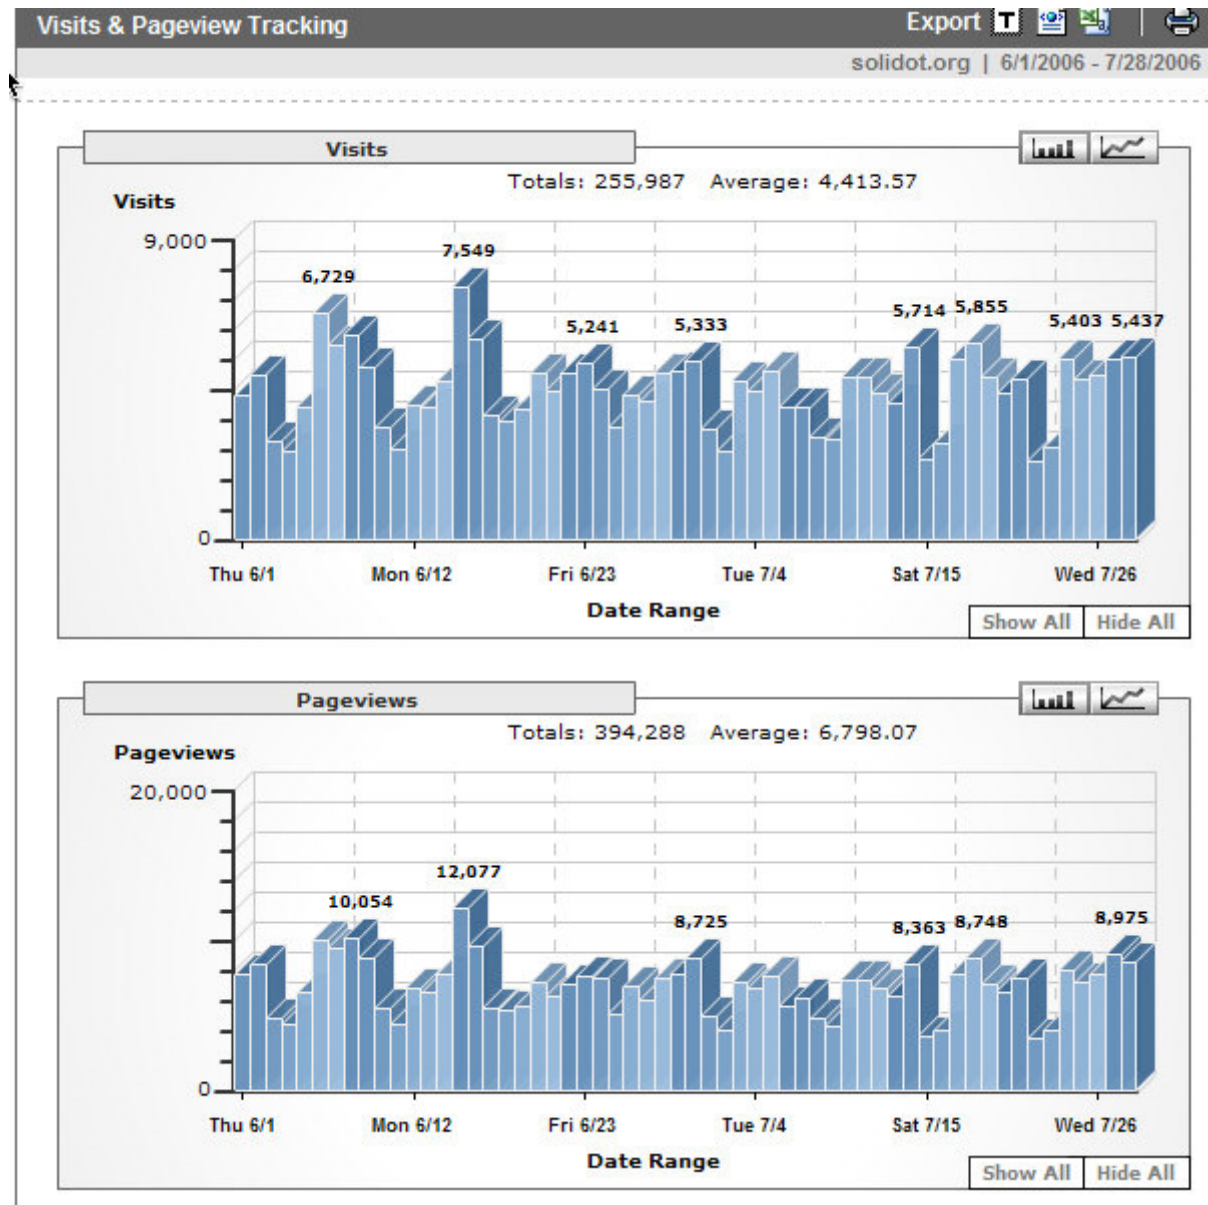 Visits & Pageview Tracking Export T
solidot.org | 6/1/2006 - 7/28/2006
Visits
Totals: 255,987 Average: 4,413.57
Visits
9,000
7,549
6,729
5,241
5,333
5,714
5,855
5,403
5,437
0
Thu 6/1 Mon 6/12 Fri 6/23 Tue 7/4 Sat 7/15 Wed 7/26
Date Range
Show All Hide All
Pageviews
Totals: 394,288 Average: 6,798.07
Pageviews
20,000
12,077
10,054
8,725
8,363
8,748
8,975
0
Thu 6/1 Mon 6/12 Fri 6/23 Tue 7/4 Sat 7/15 Wed 7/26
Date Range
Show All Hide All